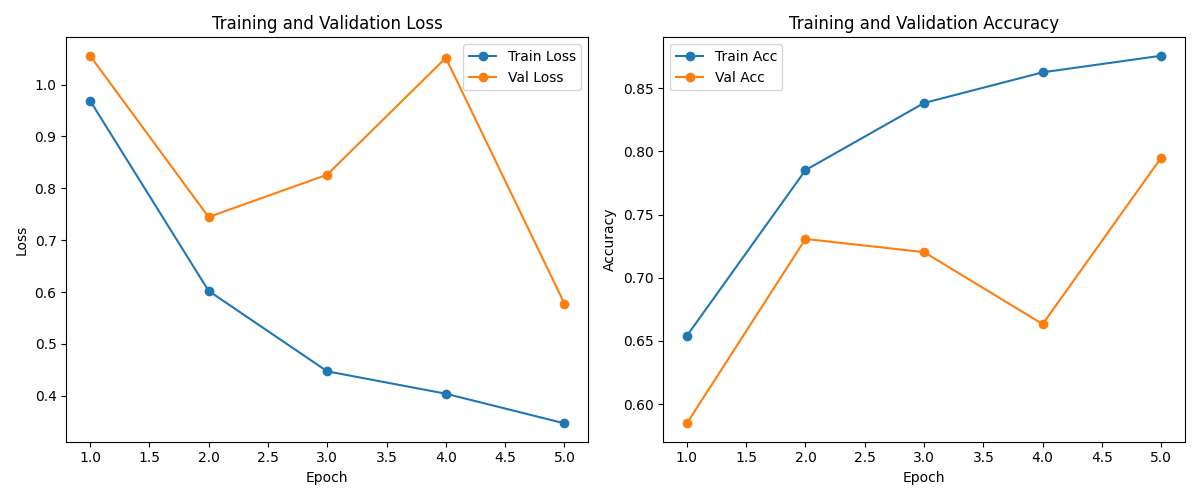 Training and Validation Loss
Train Loss
Val Loss
Loss
1.0
0.9
0.8
0.7
0.6
0.5
0.4
1.0 1.5 2.0 2.5 3.0 3.5 4.0 4.5 5.0
Epoch
Training and Validation Accuracy
Train Acc
Val Acc
Accuracy
0.85
0.80
0.75
0.70
0.65
0.60
1.0 1.5 2.0 2.5 3.0 3.5 4.0 4.5 5.0
Epoch